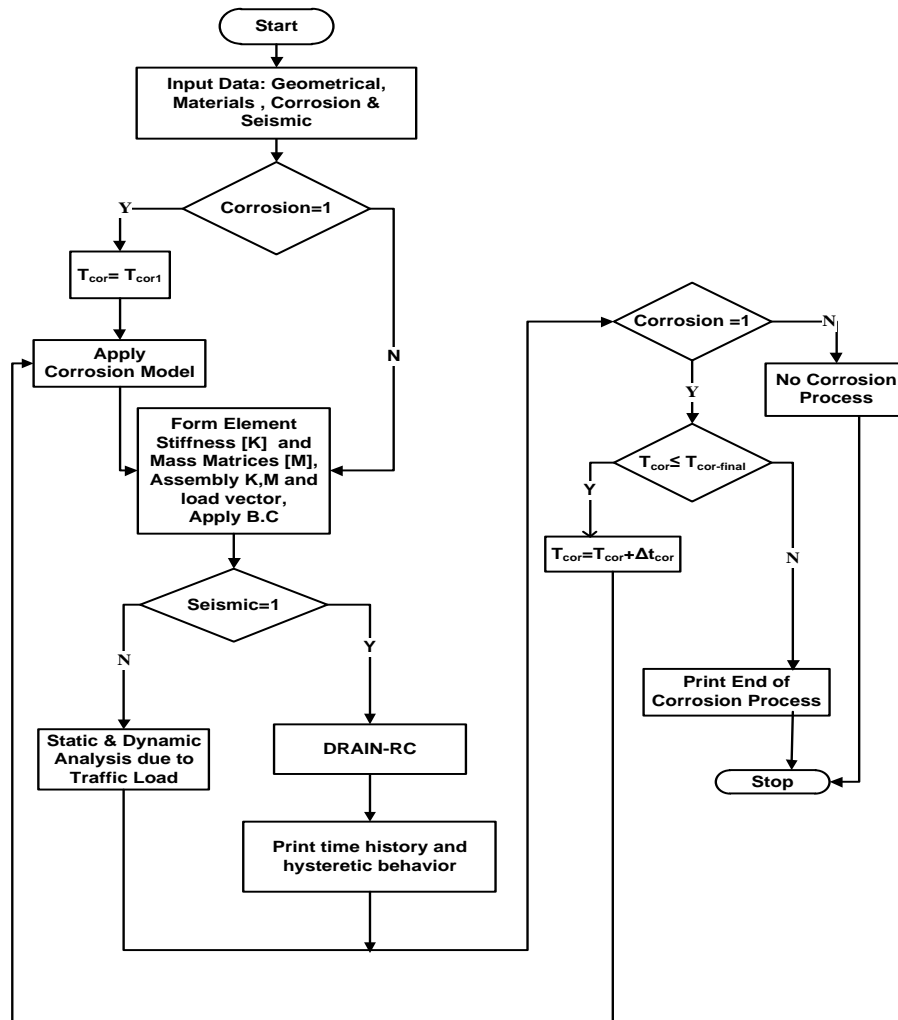 Start
Input Data: Geometrical,
Materials , Corrosion &
Seismic
Corrosion=1
Y
N
Tcor= Tcor1
Apply
Corrosion Model
Form Element
Stiffness [K] and
Mass Matrices [M],
Assembly K,M and
load vector,
Apply B.C
Seismic=1
N
Y
Static & Dynamic
Analysis due to
Traffic Load
DRAIN-RC
Print time history and
hysteretic behavior
Corrosion =1
N
Y
No Corrosion
Process
Tcor≤ Tcor-final
Y
N
Tcor=Tcor+Δtcor
Print End of
Corrosion Process
Stop